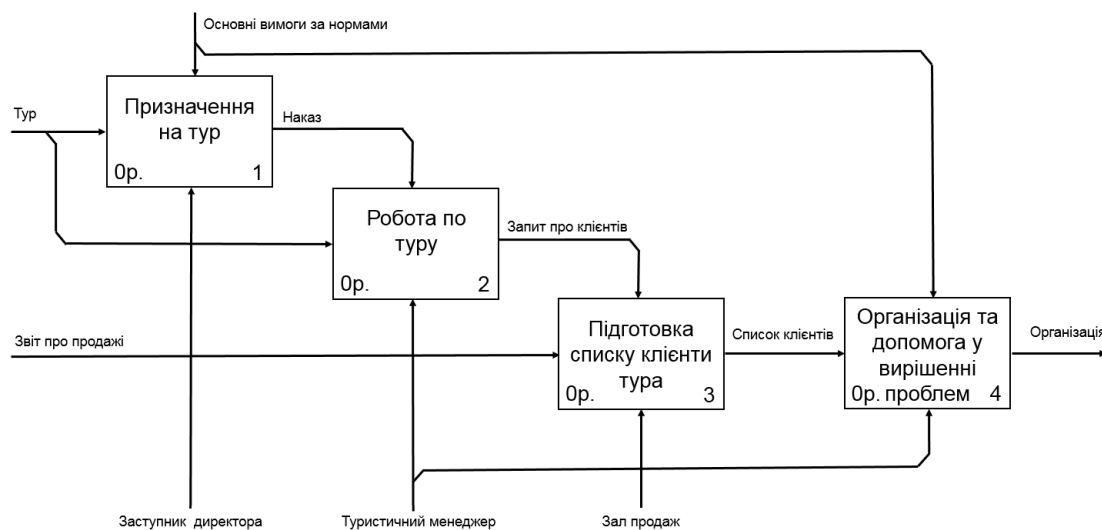 Основні вимоги за нормами
Тур
Призначення
на тур
0р. 1
Наказ
Робота по
туру
0р. 2
Запит про клієнтів
Звіт про продажі
Підготовка
списку клієнти
тура
0р. 3
Список клієнтів
Організація та
допомога у
вирішенні
0р. проблем 4
Організація
Заступник директора
Туристичний менеджер
Зал продаж